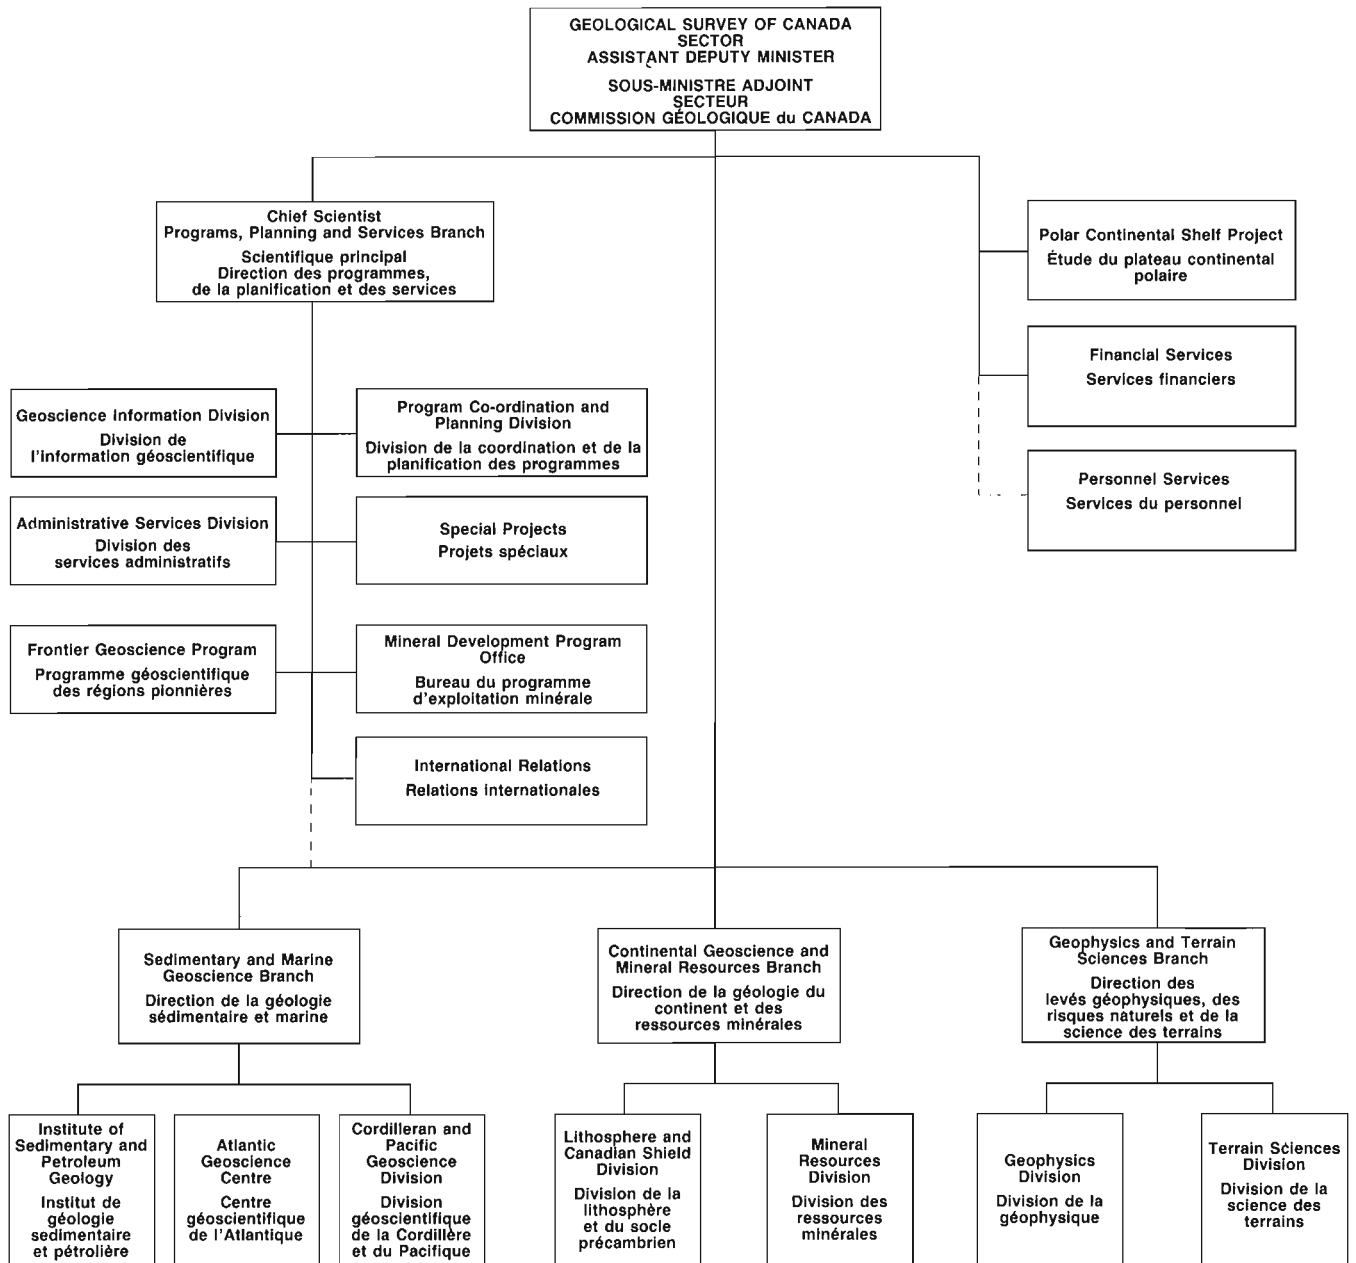 GEOLOGICAL SURVEY OF CANADA
SECTOR
ASSISTANT DEPUTY MINISTER
SOUS-MINISTRE ADJOINT
SECTEUR
COMMISSION GÉOLOGIQUE du CANADA
Chief Scientist
Programs, Planning and Services Branch
Scientifique principal
Direction des programmes,
de la planification et des services
Polar Continental Shelf Project
Étude du plateau continental
polaire
Financial Services
Services financiers
Personnel Services
Services du personnel
Geoscience Information Division
Division de
l'information géoscientifique
Program Co-ordination and
Planning Division
Division de la coordination et de la
planification des programmes
Administrative Services Division
Division des
services administratifs
Special Projects
Projets spéciaux
Frontier Geoscience Program
Programme géoscientifique
des régions pionnières
Mineral Development Program
Office
Bureau du programme
d'exploitation minérale
International Relations
Relations internationales
Sedimentary and Marine
Geoscience Branch
Direction de la géologie
sédimentaire et marine
Continental Geoscience and
Mineral Resources Branch
Direction de la géologie du
continent et des
ressources minérales
Geophysics and Terrain
Sciences Branch
Direction des
levés géophysiques, des
risques naturels et de la
science des terrains
Institute of
Sedimentary and
Petroleum
Geology
Institut de
géologie
sedimentaire
et pétrolière
Atlantic
Geoscience
Centre
Centre
géoscientifique
de l'Atlantique
Cordilleran and
Pacific
Geoscience
Division
Division
géoscientifique
de la Cordillère
et du Pacifique
Lithosphere and
Canadian Shield
Division
Division de la
lithosphère
et du socle
précambrien
Mineral
Resources
Division
Division des
ressources
minérales
Geophysics
Division
Division de la
géophysique
Terrain Sciences
Division
Division de la
science des
terrains